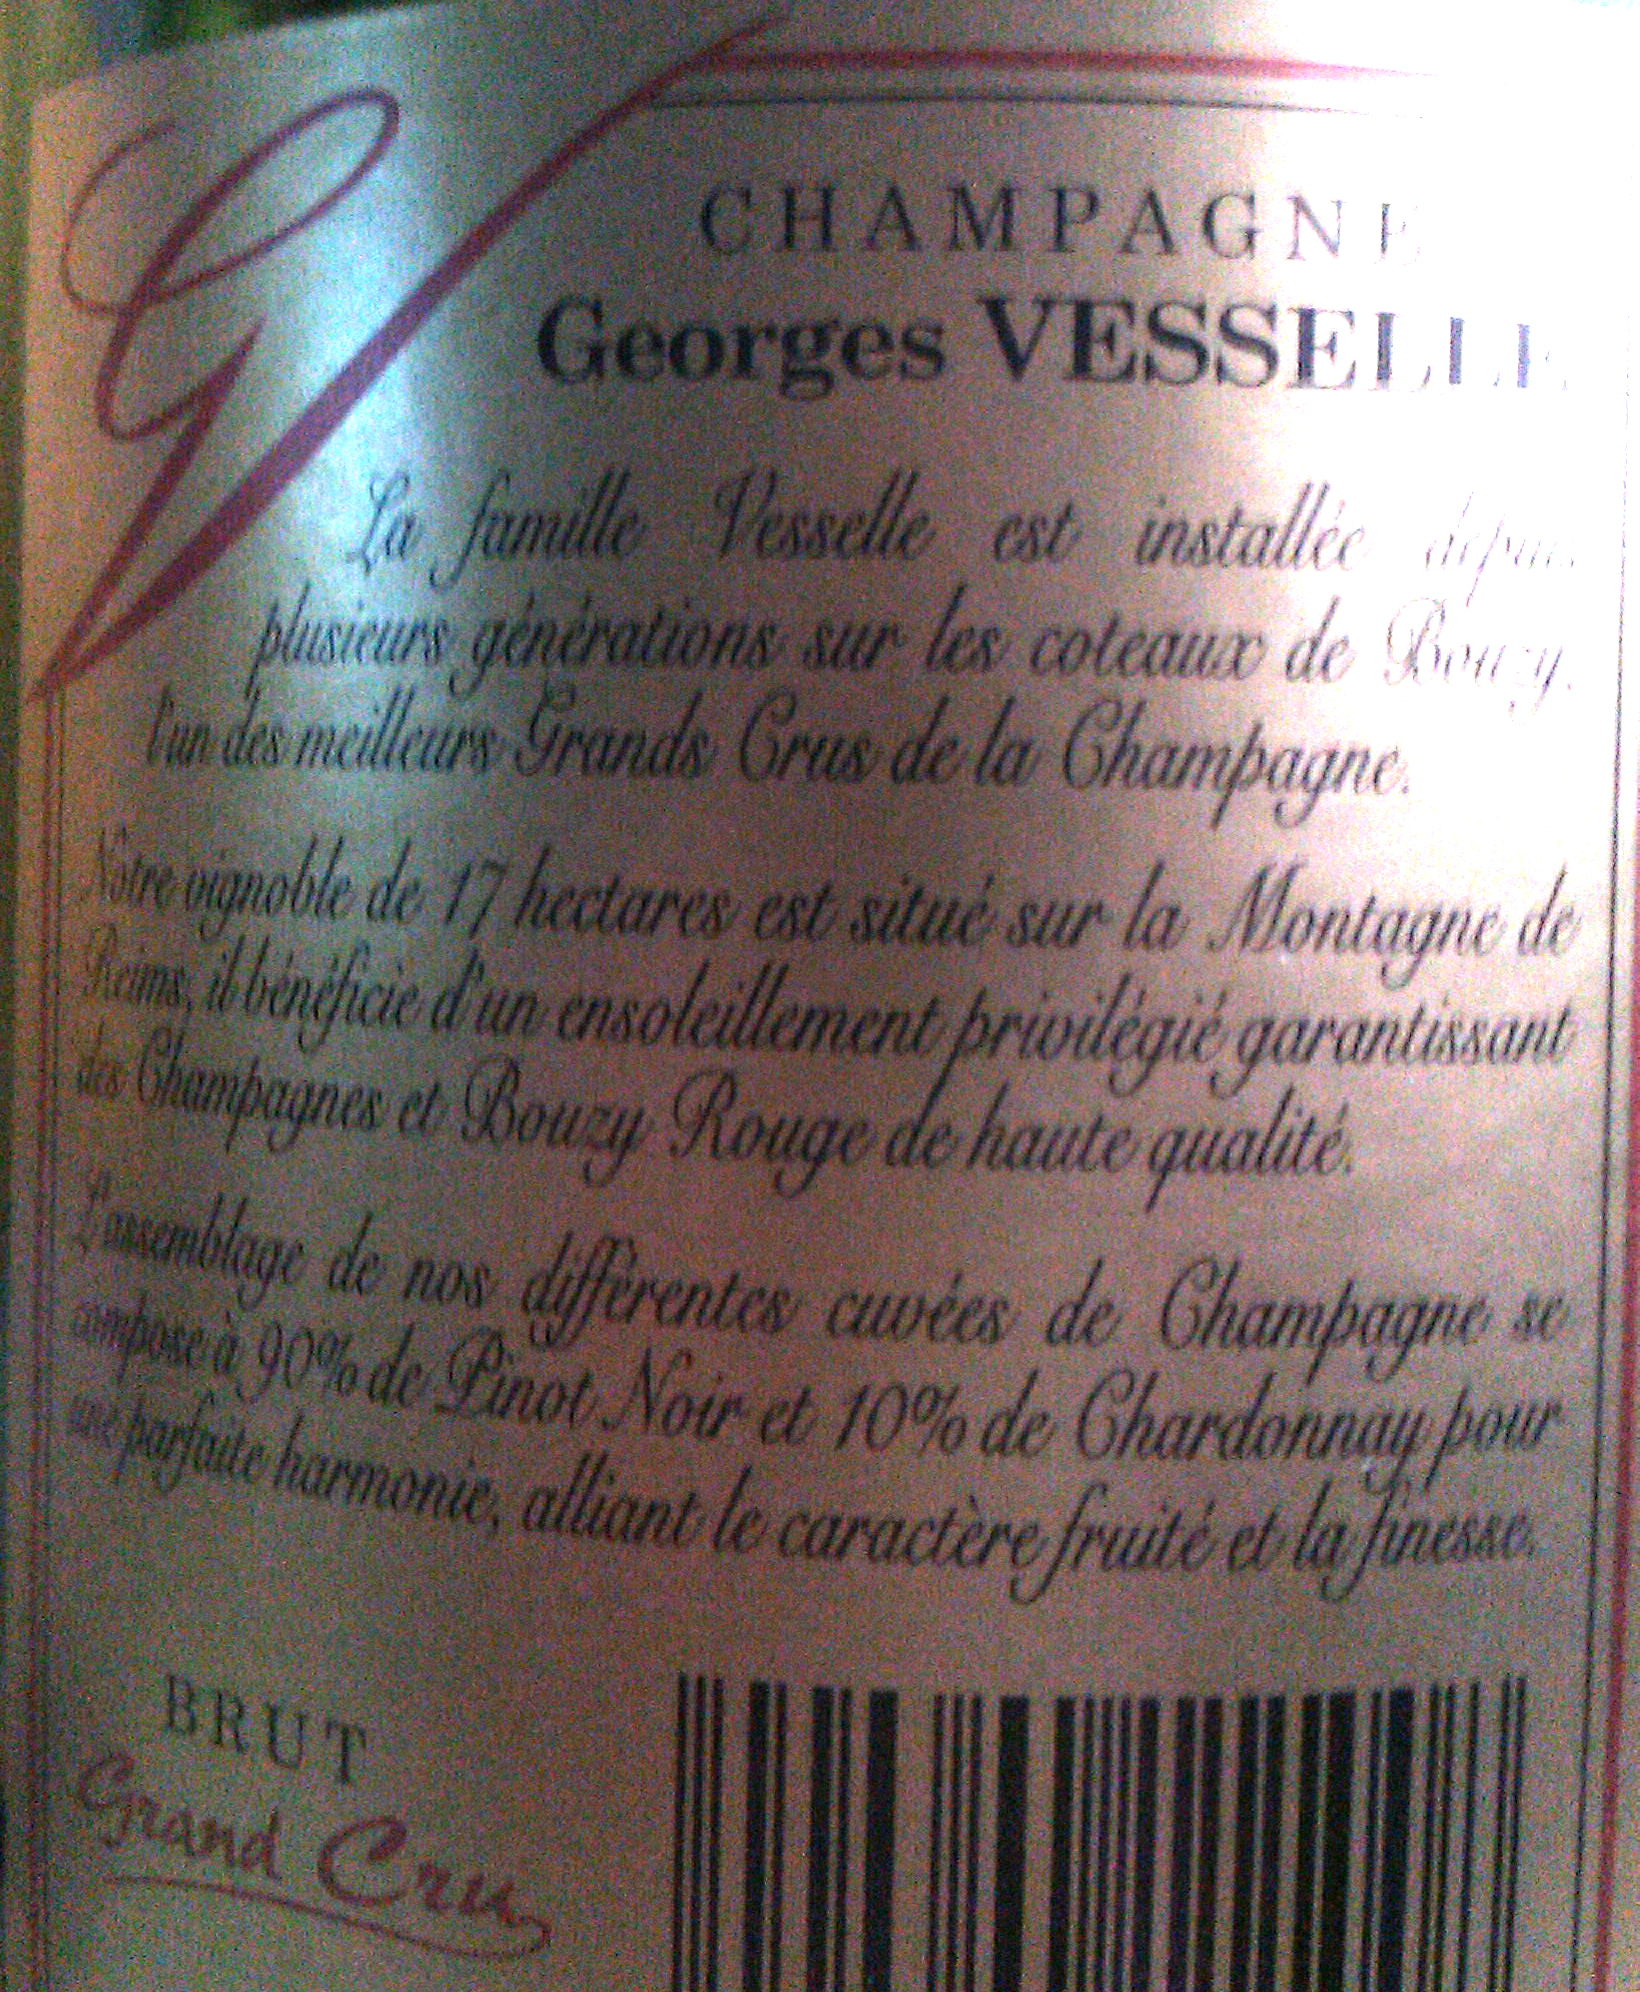 GV
CHAMPAGNE
Georges VESSELLE
La famille Vesselle est installée depuis
plusieurs générations sur les coteaux de Bouzy,
l'un des meilleurs Grands Crus de la Champagne.
Notre vignoble de 17 hectares est situé sur la Montagne de
Reims, il bénéficie d'un ensoleillement privilégié garantissant
des Champagnes et Bouzy Rouge de haute qualité.
L'assemblage de nos différentes cuvées de Champagne se
compose à 90% de Pinot Noir et 10% de Chardonnay pour
une parfaite harmonie, alliant le caractère fruité et la finesse.
BRUT
Grand Cru